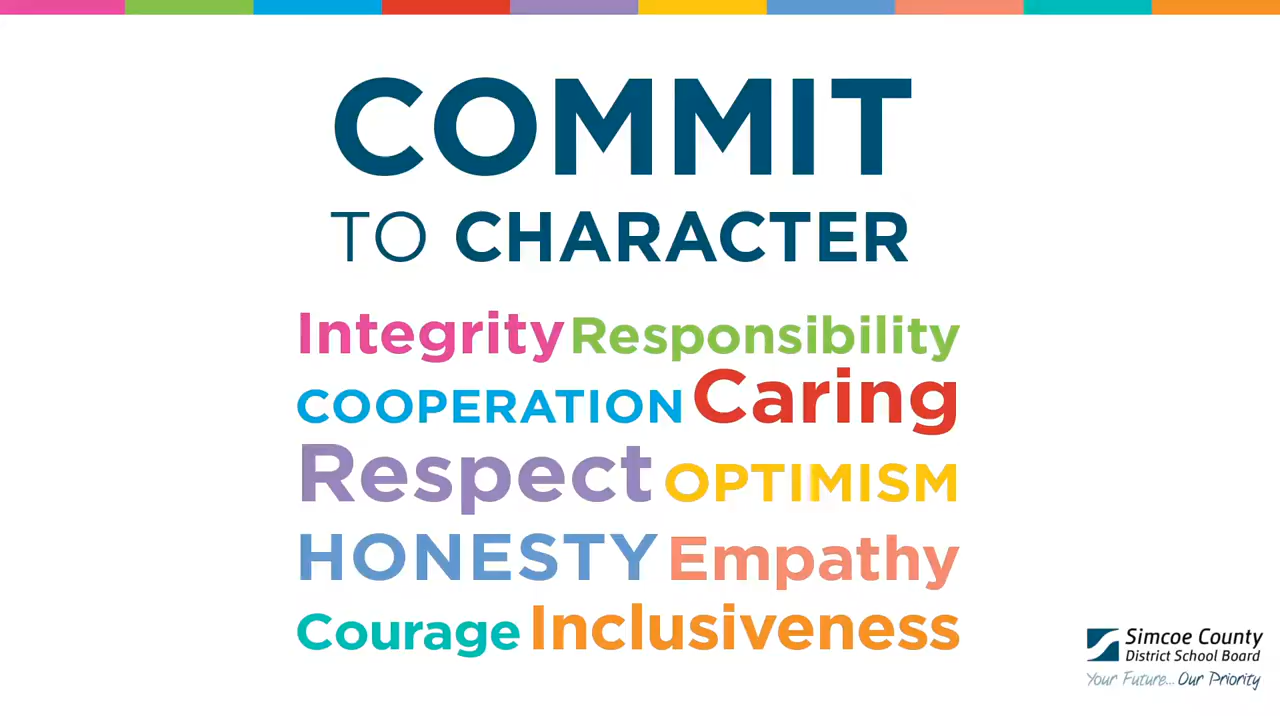 COMMIT
TO CHARACTER
Integrity Responsibility
COOPERATION Caring
Respect OPTIMISM
HONESTY Empathy
Courage Inclusiveness
Simcoe County
District School Board
Your Future... Our Priority